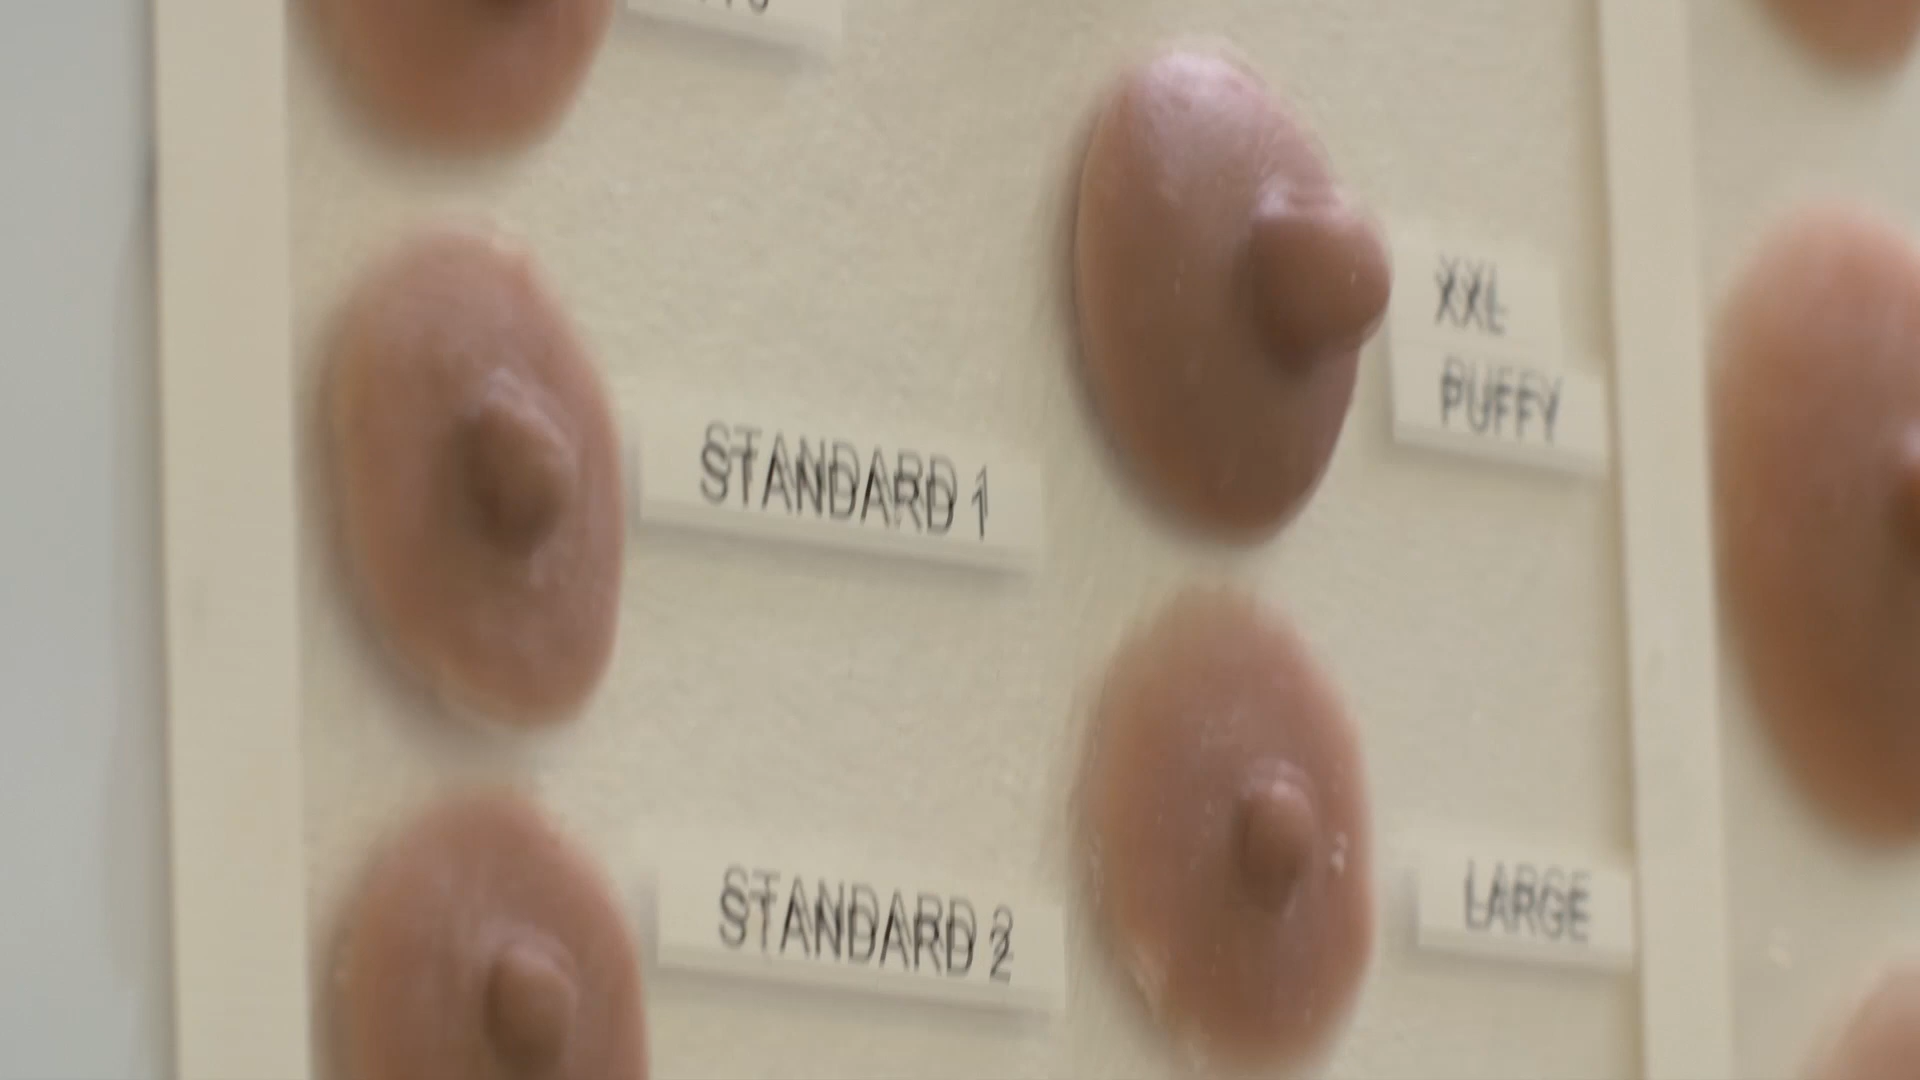 STANDARD 1
XXL
PUFFY
STANDARD 2
LARGE